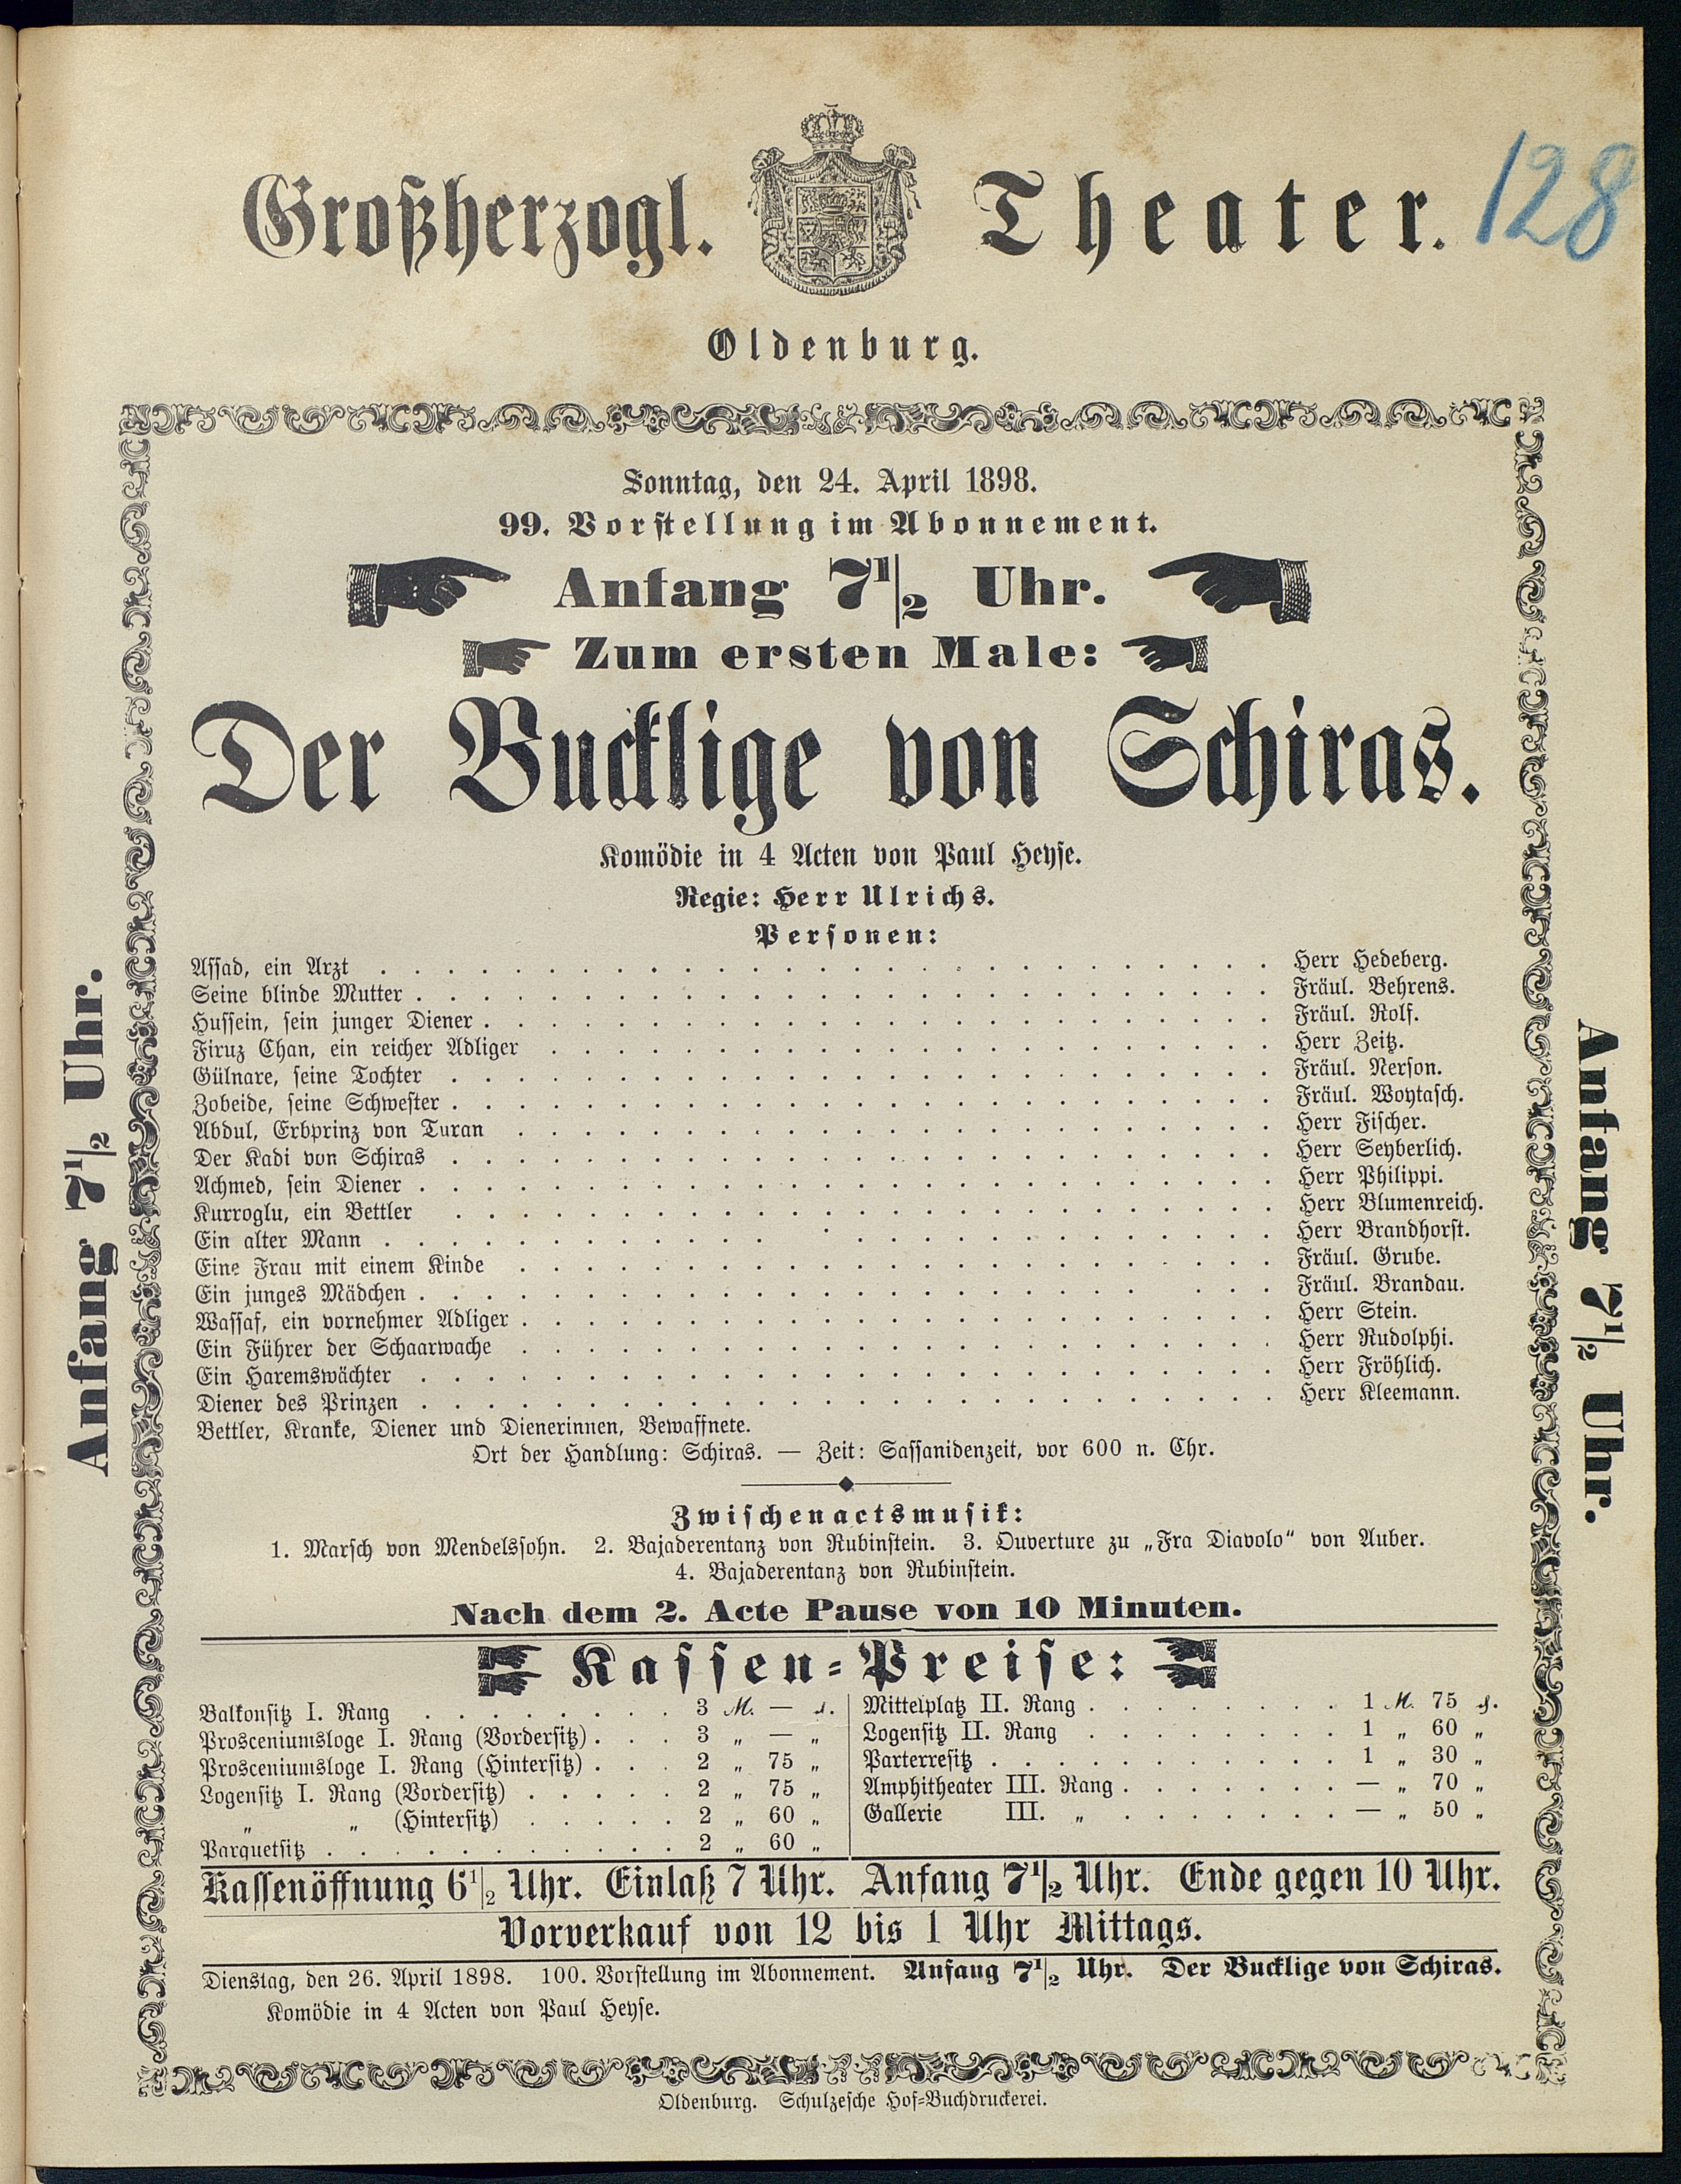 128
Großherzogl. Theater.
Oldenburg.
Sonntag, den 24. April 1898.
99. Vorstellung im Abonnement.
Anfang 7 1/2 Uhr.
Zum ersten Male:
Der Bucklige von Schiras.
Komödie in 4 Acten von Paul Heyse.
Regie: Herr Ulrichs.
Personen:
Assad, ein Arzt . . . Herr Hedeberg.
Seine blinde Mutter . . . Fräul. Behrens.
Hussein, sein junger Diener . . . Fräul. Rolf.
Firuz Chan, ein reicher Adliger . . . Herr Zeitz.
Gülnare, seine Tochter . . . Fräul. Nerson.
Zobeide, seine Schwester . . . Fräul. Woytasch.
Abdul, Erbprinz von Turan . . . Herr Fischer.
Der Kadi von Schiras . . . Herr Seyberlich.
Achmed, sein Diener . . . Herr Philippi.
Kurroglu, ein Bettler . . . Herr Blumenreich.
Ein alter Mann . . . Herr Brandhorst.
Eine Frau mit einem Kinde . . . Fräul. Grube.
Ein junges Mädchen . . . Fräul. Brandau.
Wassaf, ein vornehmer Adliger . . . Herr Stein.
Ein Führer der Schaarwache . . . Herr Rudolphi.
Ein Haremswächter . . . Herr Fröhlich.
Diener des Prinzen . . . Herr Kleemann.
Bettler, Kranke, Diener und Dienerinnen, Bewaffnete.
Ort der Handlung: Schiras. — Zeit: Sassanidenzeit, vor 600 n. Chr.
Zwischenactsmusik:
1. Marsch von Mendelssohn. 2. Bajaderentanz von Rubinstein. 3. Ouverture zu „Fra Diavolo“ von Auber.
4. Bajaderentanz von Rubinstein.
Nach dem 2. Acte Pause von 10 Minuten.
Kassen-Preise:
Balkonsitz I. Rang . . . 3 M. — ₰.
Prosceniumsloge I. Rang (Vordersitz) . . . 3 „ — „
Prosceniumsloge I. Rang (Hintersitz) . . . 2 „ 75 „
Logensitz I. Rang (Vordersitz) . . . 2 „ 75 „
„ „ (Hintersitz) . . . 2 „ 60 „
Parquetsitz . . . 2 „ 60 „
Mittelplatz II. Rang . . . 1 M. 75 ₰.
Logensitz II. Rang . . . 1 „ 60 „
Parterresitz . . . 1 „ 30 „
Amphitheater III. Rang . . . — „ 70 „
Gallerie III. „ . . . — „ 50 „
Kassenöffnung 6 1/2 Uhr. Einlaß 7 Uhr. Anfang 7 1/2 Uhr. Ende gegen 10 Uhr.
Vorverkauf von 12 bis 1 Uhr Mittags.
Dienstag, den 26. April 1898. 100. Vorstellung im Abonnement. Anfang 7 1/2 Uhr. Der Bucklige von Schiras.
Komödie in 4 Acten von Paul Heyse.
Oldenburg. Schulzesche Hof-Buchdruckerei.
Anfang 7 1/2 Uhr.
Anfang 7 1/2 Uhr.